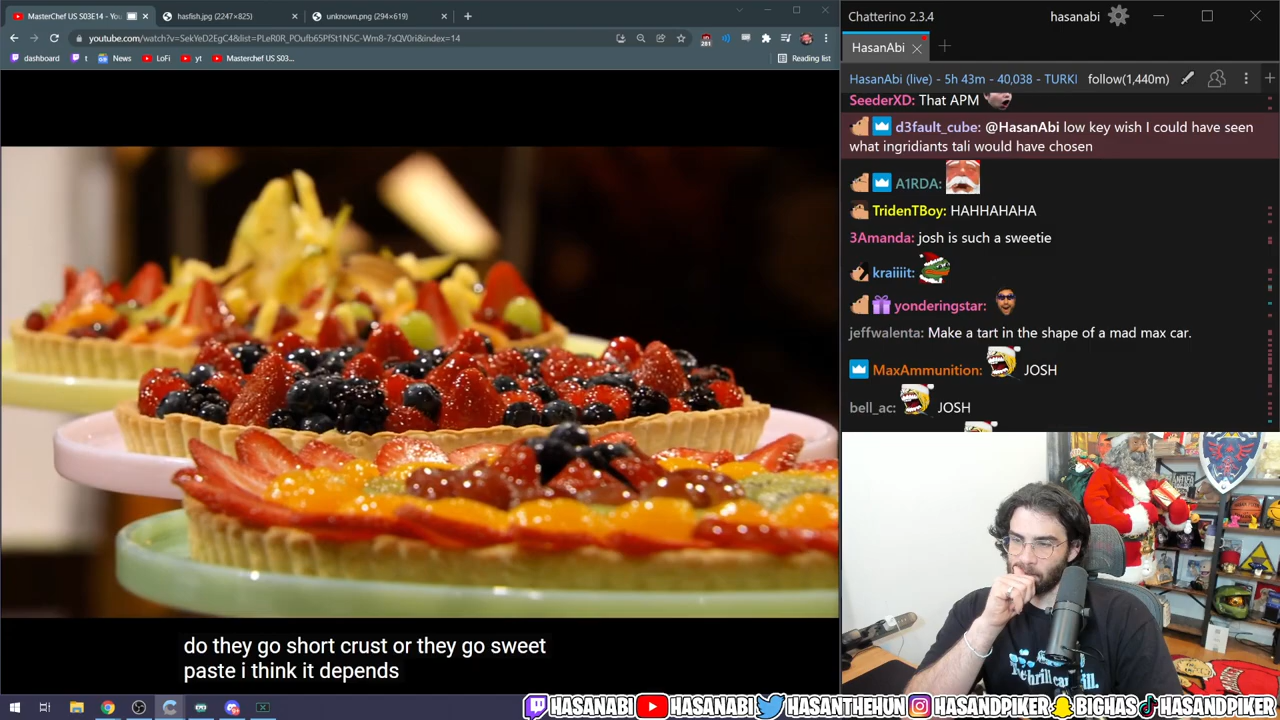 MasterChef US S03E14 - You
hasfish.jpg (2247×825)
unknown.png (294×619)
youtube.com/watch?v=SekYeD2EgC4&list=PLeR0R_POufb65PfSt1N5C-Wm8-7sQV0ri&index=14
281
dashboard
t
News
LoFi
yt
Masterchef US S03...
Reading list
do they go short crust or they go sweet
paste i think it depends
Chatterino 2.3.4
hasanabi
HasanAbi
HasanAbi (live) - 5h 43m - 40,038 - TURKI
follow(1,440m)
SeederXD: That APM
d3fault_cube: @HasanAbi low key wish I could have seen
what ingridiants tali would have chosen
A1RDA:
TridenTBoy: HAHHAHAHA
3Amanda: josh is such a sweetie
kraiiiit:
yonderingstar:
jeffwalenta: Make a tart in the shape of a mad max car.
MaxAmmunition: JOSH
bell_ac: JOSH
HASANABI
HASANABI
HASANTHEHUN
HASANDPIKER
BIGHAS
HASANDPIKER